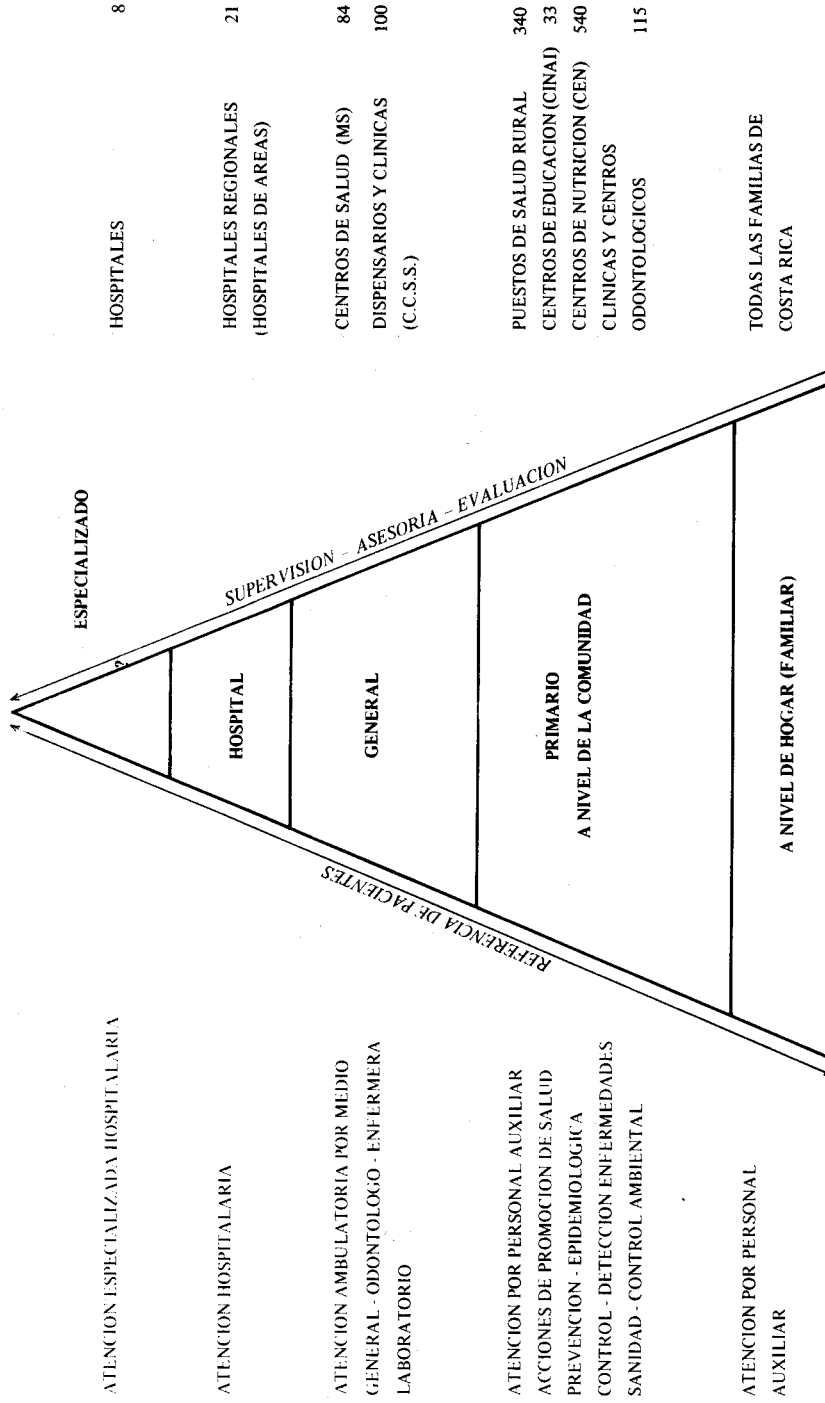 ESPECIALIZADO
HOSPITAL
GENERAL
PRIMARIO
A NIVEL DE LA COMUNIDAD
A NIVEL DE HOGAR (FAMILIAR)
REFERENCIA DE PACIENTES
SUPERVISION – ASESORIA – EVALUACION
ATENCION ESPECIALIZADA HOSPITALARIA
ATENCION HOSPITALARIA
ATENCION AMBULATORIA POR MEDIO
GENERAL - ODONTOLOGO - ENFERMERA
LABORATORIO
ATENCION POR PERSONAL AUXILIAR
ACCIONES DE PROMOCION DE SALUD
PREVENCION - EPIDEMIOLOGICA
CONTROL - DETECCION ENFERMEDADES
SANIDAD - CONTROL AMBIENTAL
ATENCION POR PERSONAL
AUXILIAR
HOSPITALES 8
HOSPITALES REGIONALES 21
(HOSPITALES DE AREAS)
CENTROS DE SALUD (MS) 84
DISPENSARIOS Y CLINICAS 100
(C.C.S.S.)
PUESTOS DE SALUD RURAL 340
CENTROS DE EDUCACION (CINAI) 33
CENTROS DE NUTRICION (CEN) 540
CLINICAS Y CENTROS
ODONTOLOGICOS 115
TODAS LAS FAMILIAS DE
COSTA RICA